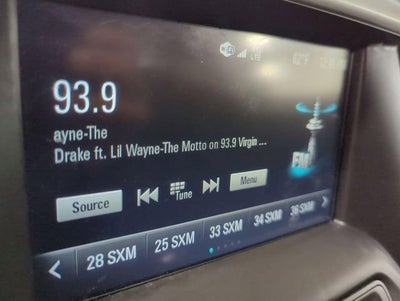 LTE
93.9
ayne-The
Drake ft. Lil Wayne-The Motto on 93.9 Virgin ...
FM
Source
Tune
Menu
28 SXM 25 SXM 33 SXM 34 SXM 36 SXM